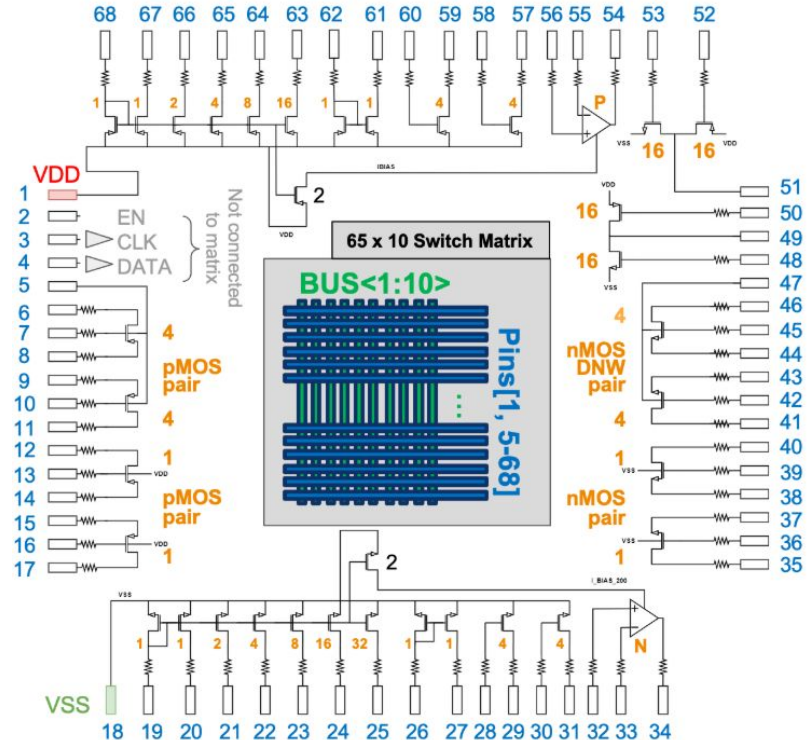 68 67 66 65 64 63 62 61 60 59 58 57 56 55 54 53 52
1 1 2 4 8 16 1 1 4 4 P
VSS 16 16 VDD
IBIAS
VDD
2
VDD
1
2 EN
3 CLK
4 DATA
5
Not connected
to matrix
6
7 4
8
pMOS
pair
9
10
11 4
12 1
13 VDD
14
pMOS
pair
15
16 VDD
17 1
65 x 10 Switch Matrix
BUS<1:10>
Pins[1, 5-68]
...
51
VDD
16 50
49
16 48
VSS
47
46
4
45
44
nMOS
DNW
pair
43
42
4 41
40
1
VSS 39
38
nMOS
pair
37
VSS 36
1 35
2
I_BIAS_200
VSS
1 1 2 4 8 16 32 1 1 4 4 N
VSS
18 19 20 21 22 23 24 25 26 27 28 29 30 31 32 33 34